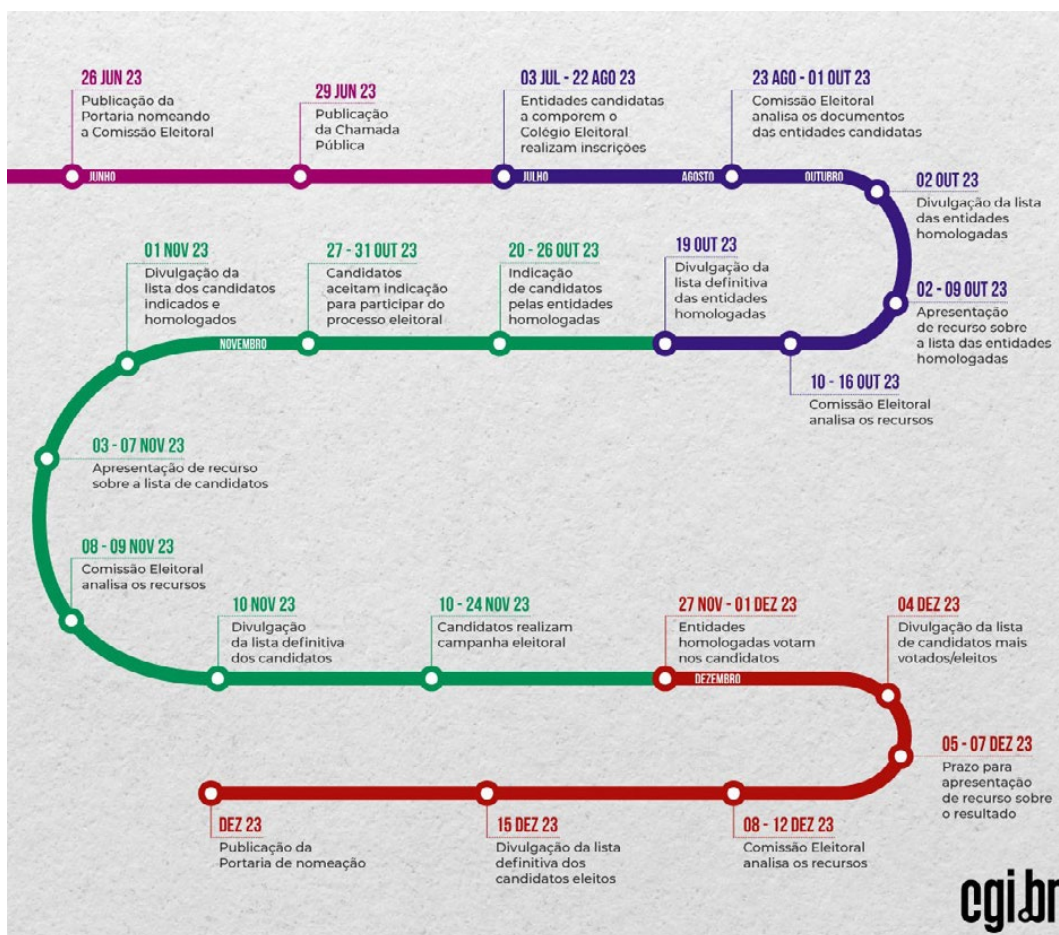 26 JUN 23
Publicação da
Portaria nomeando
a Comissão Eleitoral
29 JUN 23
Publicação
da Chamada
Pública
03 JUL - 22 AGO 23
Entidades candidatas
a comporem o
Colégio Eleitoral
realizam inscrições
23 AGO - 01 OUT 23
Comissão Eleitoral
analisa os documentos
das entidades candidatas
JUNHO
JULHO
AGOSTO
OUTUBRO
02 OUT 23
Divulgação da lista
das entidades
homologadas
02 - 09 OUT 23
Apresentação
de recurso sobre
a lista das entidades
homologadas
10 - 16 OUT 23
Comissão Eleitoral
analisa os recursos
19 OUT 23
Divulgação da
lista definitiva
das entidades
homologadas
20 - 26 OUT 23
Indicação
de candidatos
pelas entidades
homologadas
27 - 31 OUT 23
Candidatos
aceitam indicação
para participar do
processo eleitoral
01 NOV 23
Divulgação da
lista dos candidatos
indicados e
homologados
NOVEMBRO
03 - 07 NOV 23
Apresentação de recurso
sobre a lista de candidatos
08 - 09 NOV 23
Comissão Eleitoral
analisa os recursos
10 NOV 23
Divulgação
da lista definitiva
dos candidatos
10 - 24 NOV 23
Candidatos realizam
campanha eleitoral
27 NOV - 01 DEZ 23
Entidades
homologadas votam
nos candidatos
DEZEMBRO
04 DEZ 23
Divulgação da lista
de candidatos mais
votados/eleitos
05 - 07 DEZ 23
Prazo para
apresentação
de recurso sobre
o resultado
08 - 12 DEZ 23
Comissão Eleitoral
analisa os recursos
15 DEZ 23
Divulgação da lista
definitiva dos
candidatos eleitos
DEZ 23
Publicação da
Portaria de nomeação
cgi.br